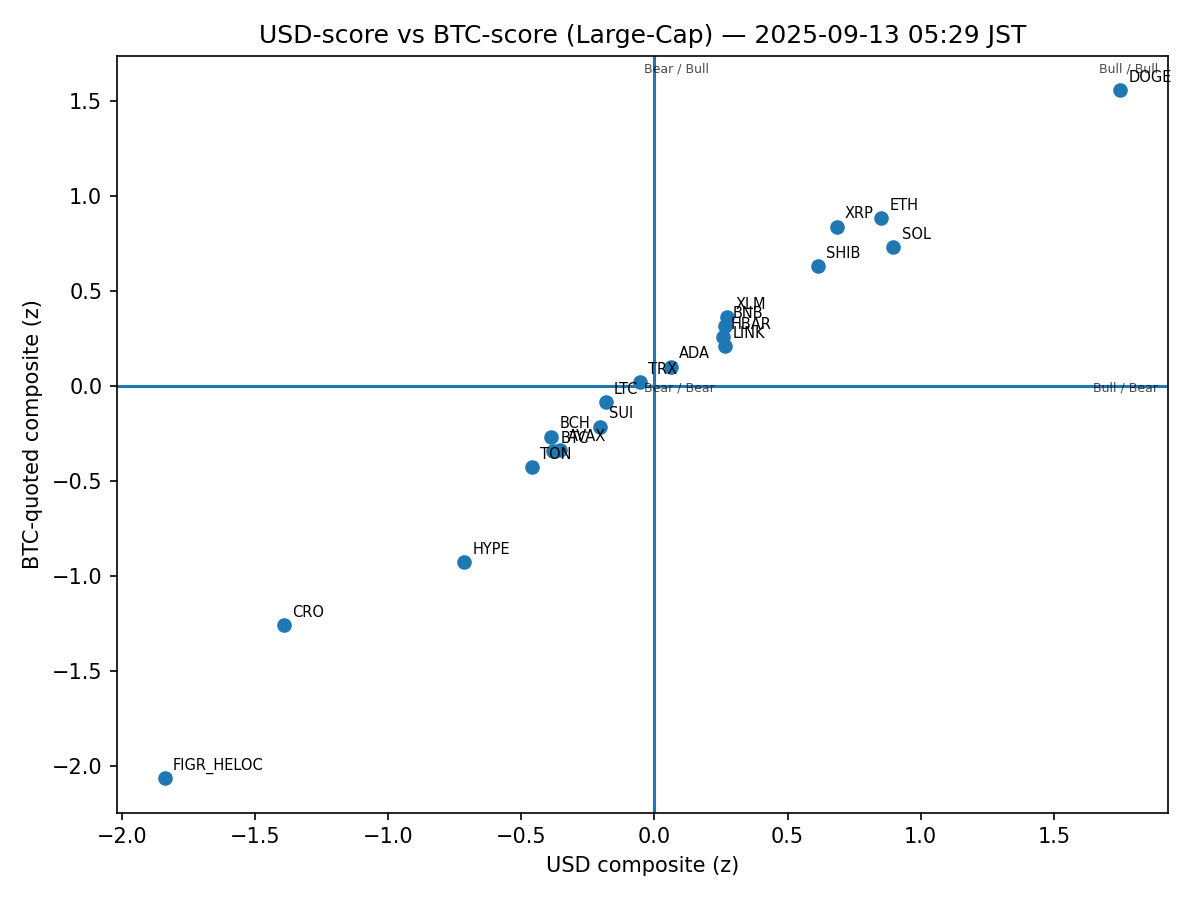 USD-score vs BTC-score (Large-Cap) — 2025-09-13 05:29 JST
Bear / Bull
Bull / Bull
DOGE
1.5
1.0
ETH
XRP
SOL
SHIB
0.5
XLM
BNB
HBAR
LINK
ADA
TRX
0.0
Bear / Bear
Bull / Bear
LTC
SUI
BCH
BTC
AVAX
TON
−0.5
HYPE
−1.0
CRO
−1.5
FIGR_HELOC
−2.0
BTC-quoted composite (z)
−2.0
−1.5
−1.0
−0.5
0.0
0.5
1.0
1.5
USD composite (z)